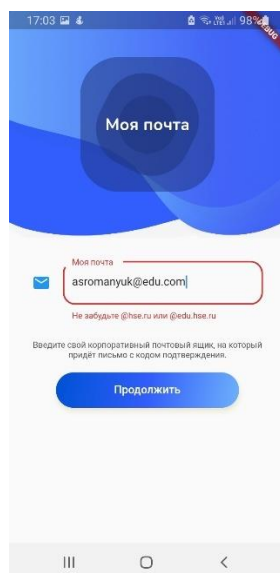 17:03
98%
Моя почта
Моя почта
asromanyuk@edu.com
Не забудьте @hse.ru или @edu.hse.ru
Введите свой корпоративный почтовый ящик, на который
придёт письмо с кодом подтверждения.
Продолжить